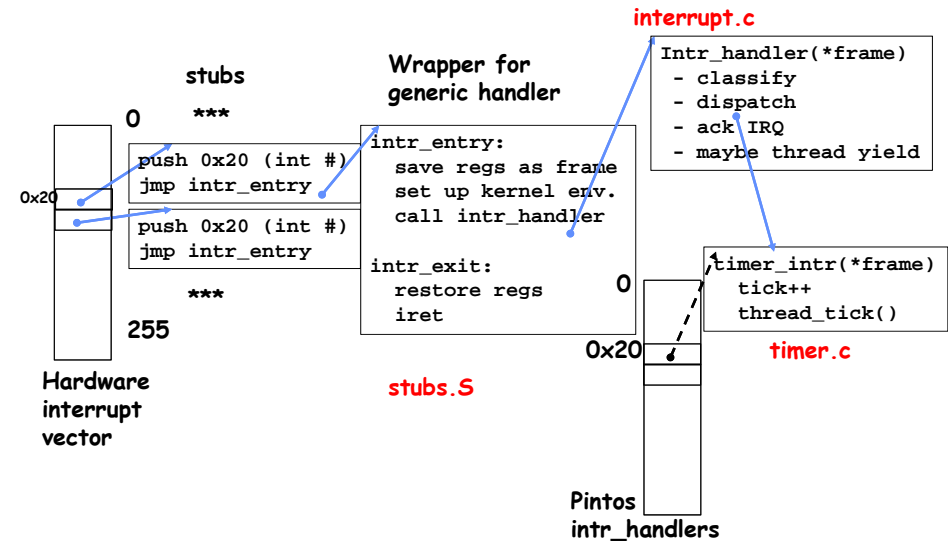 interrupt.c
Intr_handler(*frame)
- classify
- dispatch
- ack IRQ
- maybe thread yield
stubs
***
Wrapper for
generic handler
0
0x20
255
push 0x20 (int #)
jmp intr_entry
push 0x20 (int #)
jmp intr_entry
***
intr_entry:
save regs as frame
set up kernel env.
call intr_handler
intr_exit:
restore regs
iret
stubs.S
Hardware
interrupt
vector
0
0x20
timer_intr(*frame)
tick++
thread_tick()
timer.c
Pintos
intr_handlers